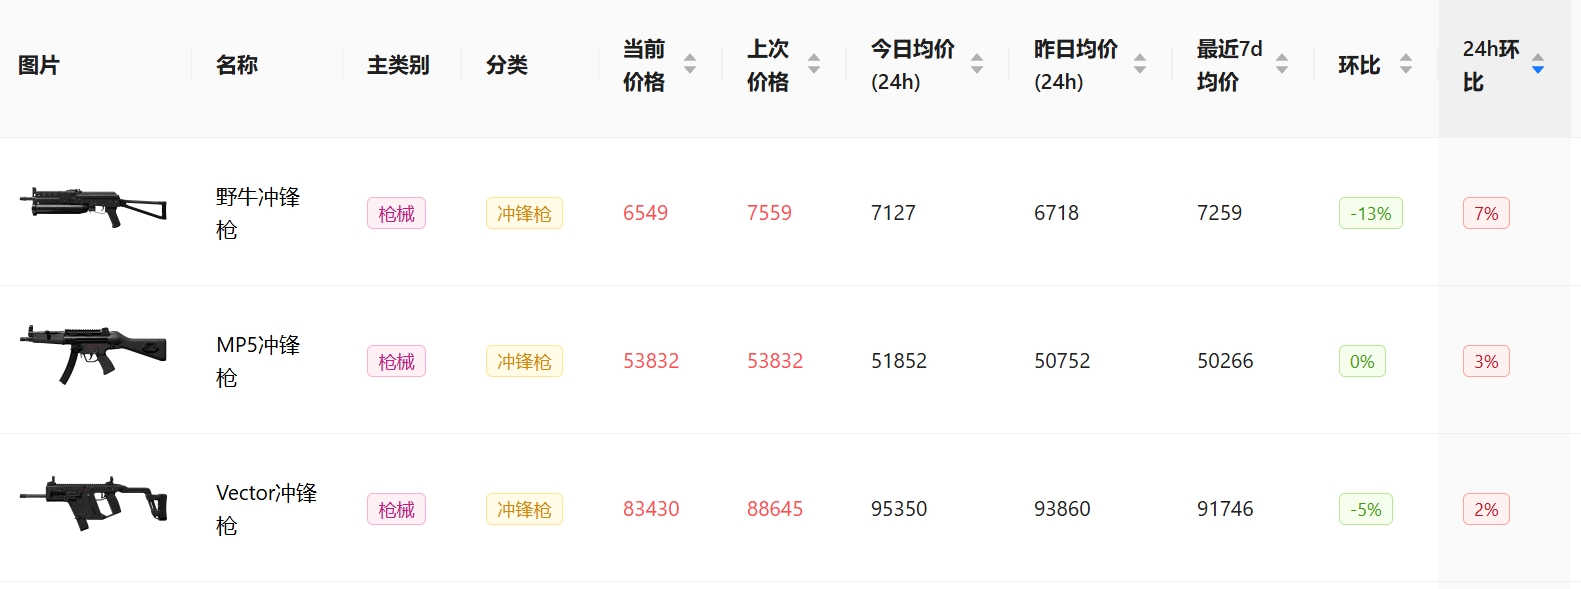 图片 名称 主类别 分类 当前价格 上次价格 今日均价(24h) 昨日均价(24h) 最近7d均价 环比 24h环比
野牛冲锋枪 枪械 冲锋枪 6549 7559 7127 6718 7259 -13% 7%
MP5冲锋枪 枪械 冲锋枪 53832 53832 51852 50752 50266 0% 3%
Vector冲锋枪 枪械 冲锋枪 83430 88645 95350 93860 91746 -5% 2%